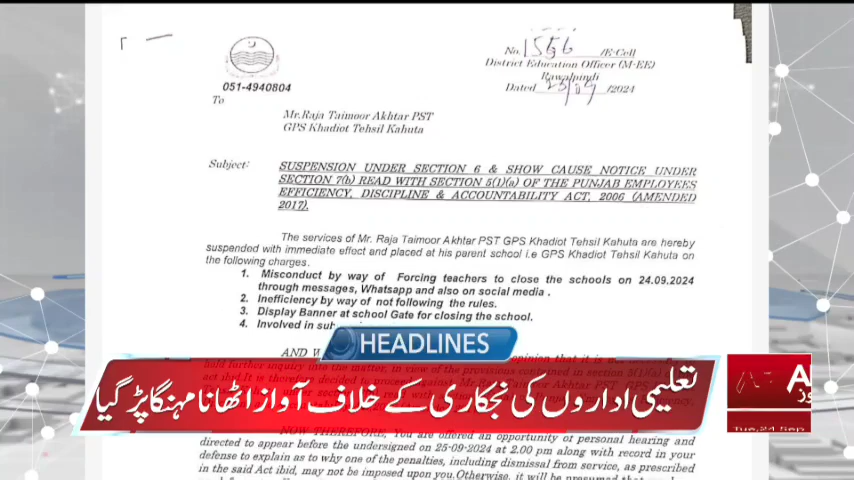 No. 1556 /E-Cell
District Education Officer (M-EE)
Rawalpindi
Dated /2024
051-4940804
To
Mr.Raja Taimoor Akhtar PST
GPS Khadiot Tehsil Kahuta
Subject:
SUSPENSION UNDER SECTION 6 & SHOW CAUSE NOTICE UNDER
SECTION 7(b) READ WITH SECTION 5(1)(a) OF THE PUNJAB EMPLOYEES
EFFICIENCY, DISCIPLINE & ACCOUNTABILITY ACT, 2006 (AMENDED
2017).
The services of Mr. Raja Taimoor Akhtar PST GPS Khadiot Tehsil Kahuta are hereby
suspended with immediate effect and placed at his parent school i.e GPS Khadiot Tehsil Kahuta on
the following charges.
1. Misconduct by way of Forcing teachers to close the schools on 24.09.2024
through messages, Whatsapp and also on social media .
2. Inefficiency by way of not following the rules.
3. Display Banner at school Gate for closing the school.
4. Involved in
HEADLINES
تعلیمی اداروں کی نجکاری کے خلاف آواز اٹھانا مہنگا پڑ گیا
Tue,24 Sep
NOW THEREFORE, You are offered an opportunity of personal hearing and
directed to appear before the undersigned on 25-09-2024 at 2.00 pm along with record in your
defense to explain as to why one of the penalties, including dismissal from service, as prescribed
in the said Act ibid, may not be imposed upon you.Otherwise, it will be presumed that